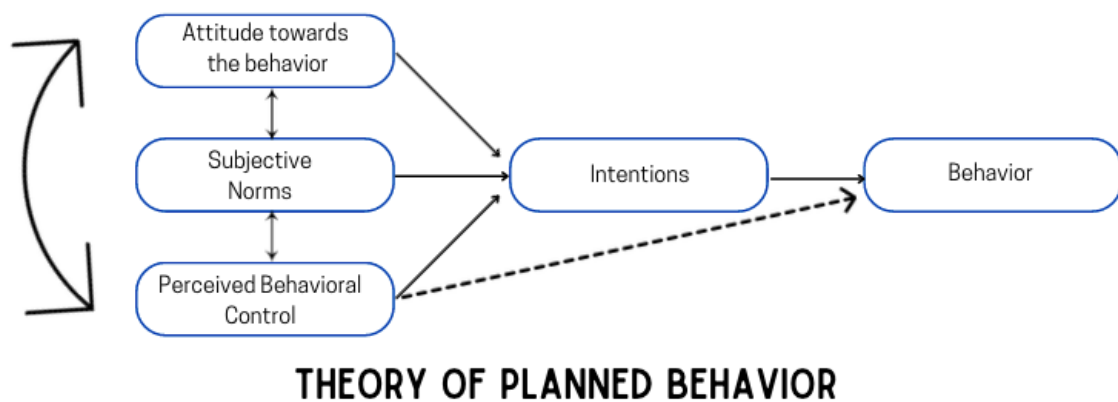 Attitude towards
the behavior
Subjective
Norms
Intentions
Behavior
Perceived Behavioral
Control
THEORY OF PLANNED BEHAVIOR